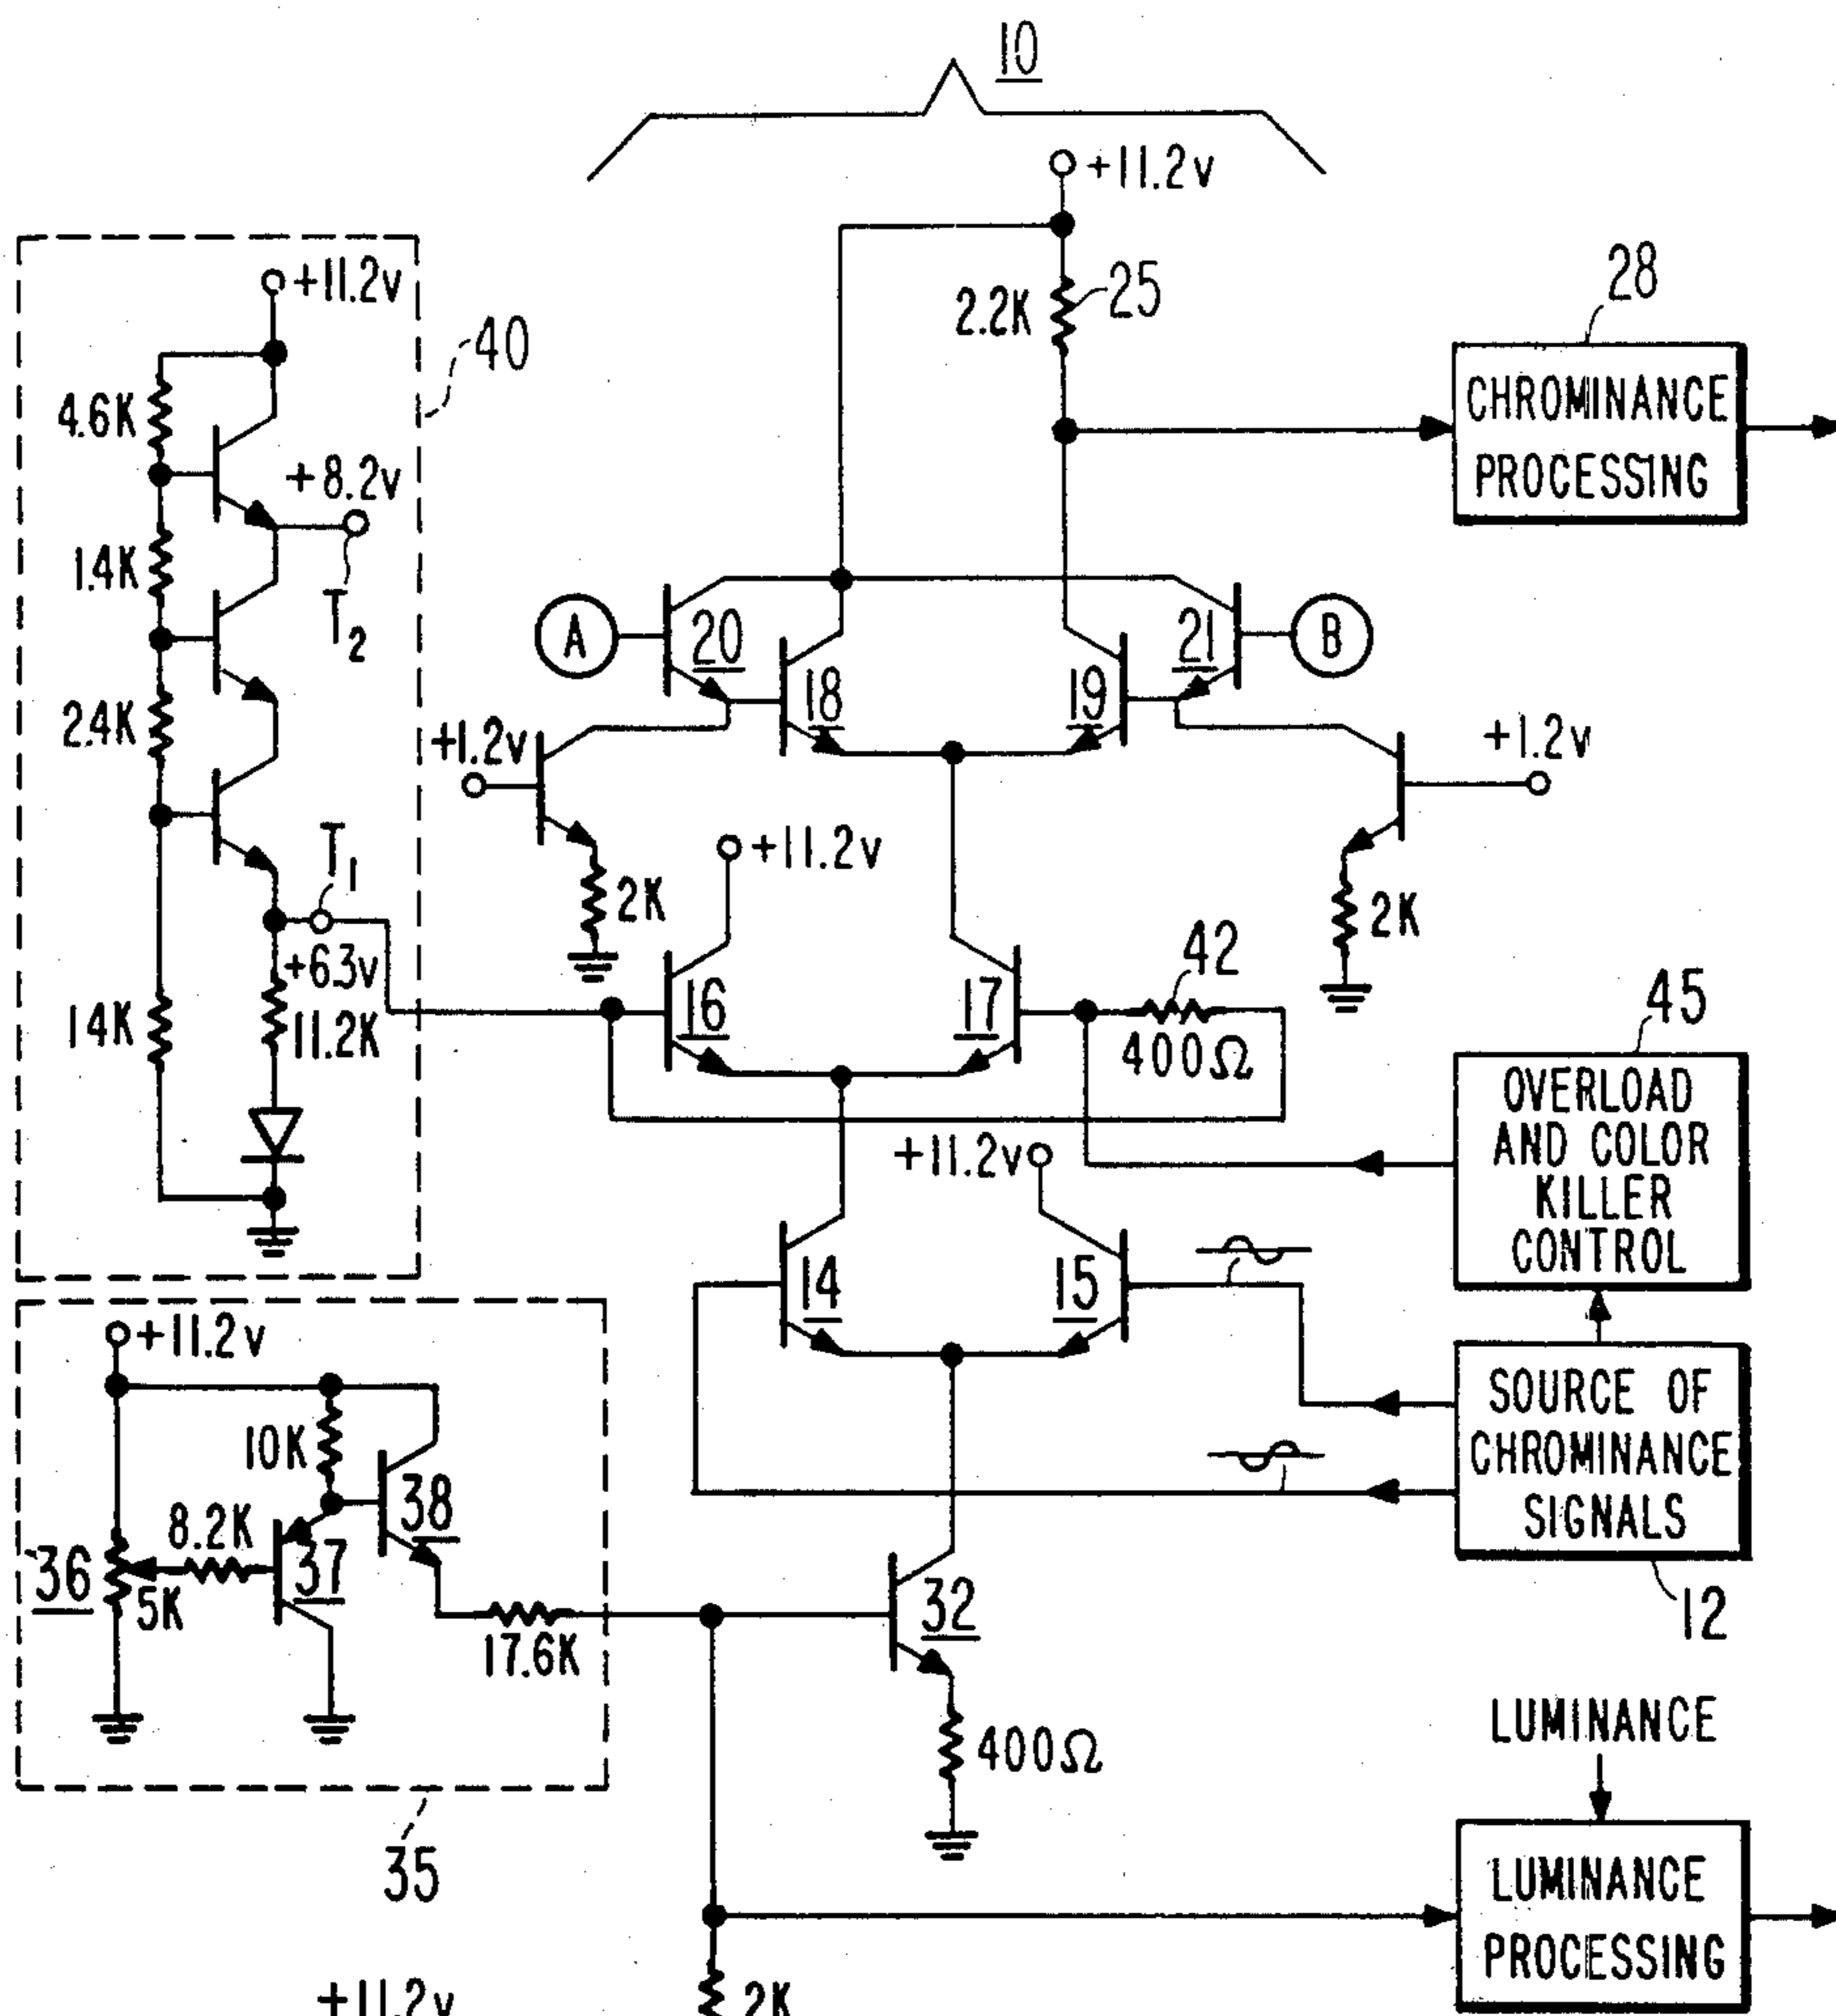 10
+11.2v
+11.2v
40
4.6K
+8.2v
T2
1.4K
2.4K
T1
+6.3v
14K
11.2K
2.2K
25
28
CHROMINANCE
PROCESSING
A
20
18
19
21
B
+1.2v
+1.2v
2K
2K
+11.2v
16
17
42
400Ω
45
OVERLOAD
AND COLOR
KILLER
CONTROL
+11.2v
14
15
SOURCE OF
CHROMINANCE
SIGNALS
12
+11.2v
10K
38
8.2K
36
5K
37
17.6K
35
32
400Ω
LUMINANCE
LUMINANCE
PROCESSING
+11.2v
2K